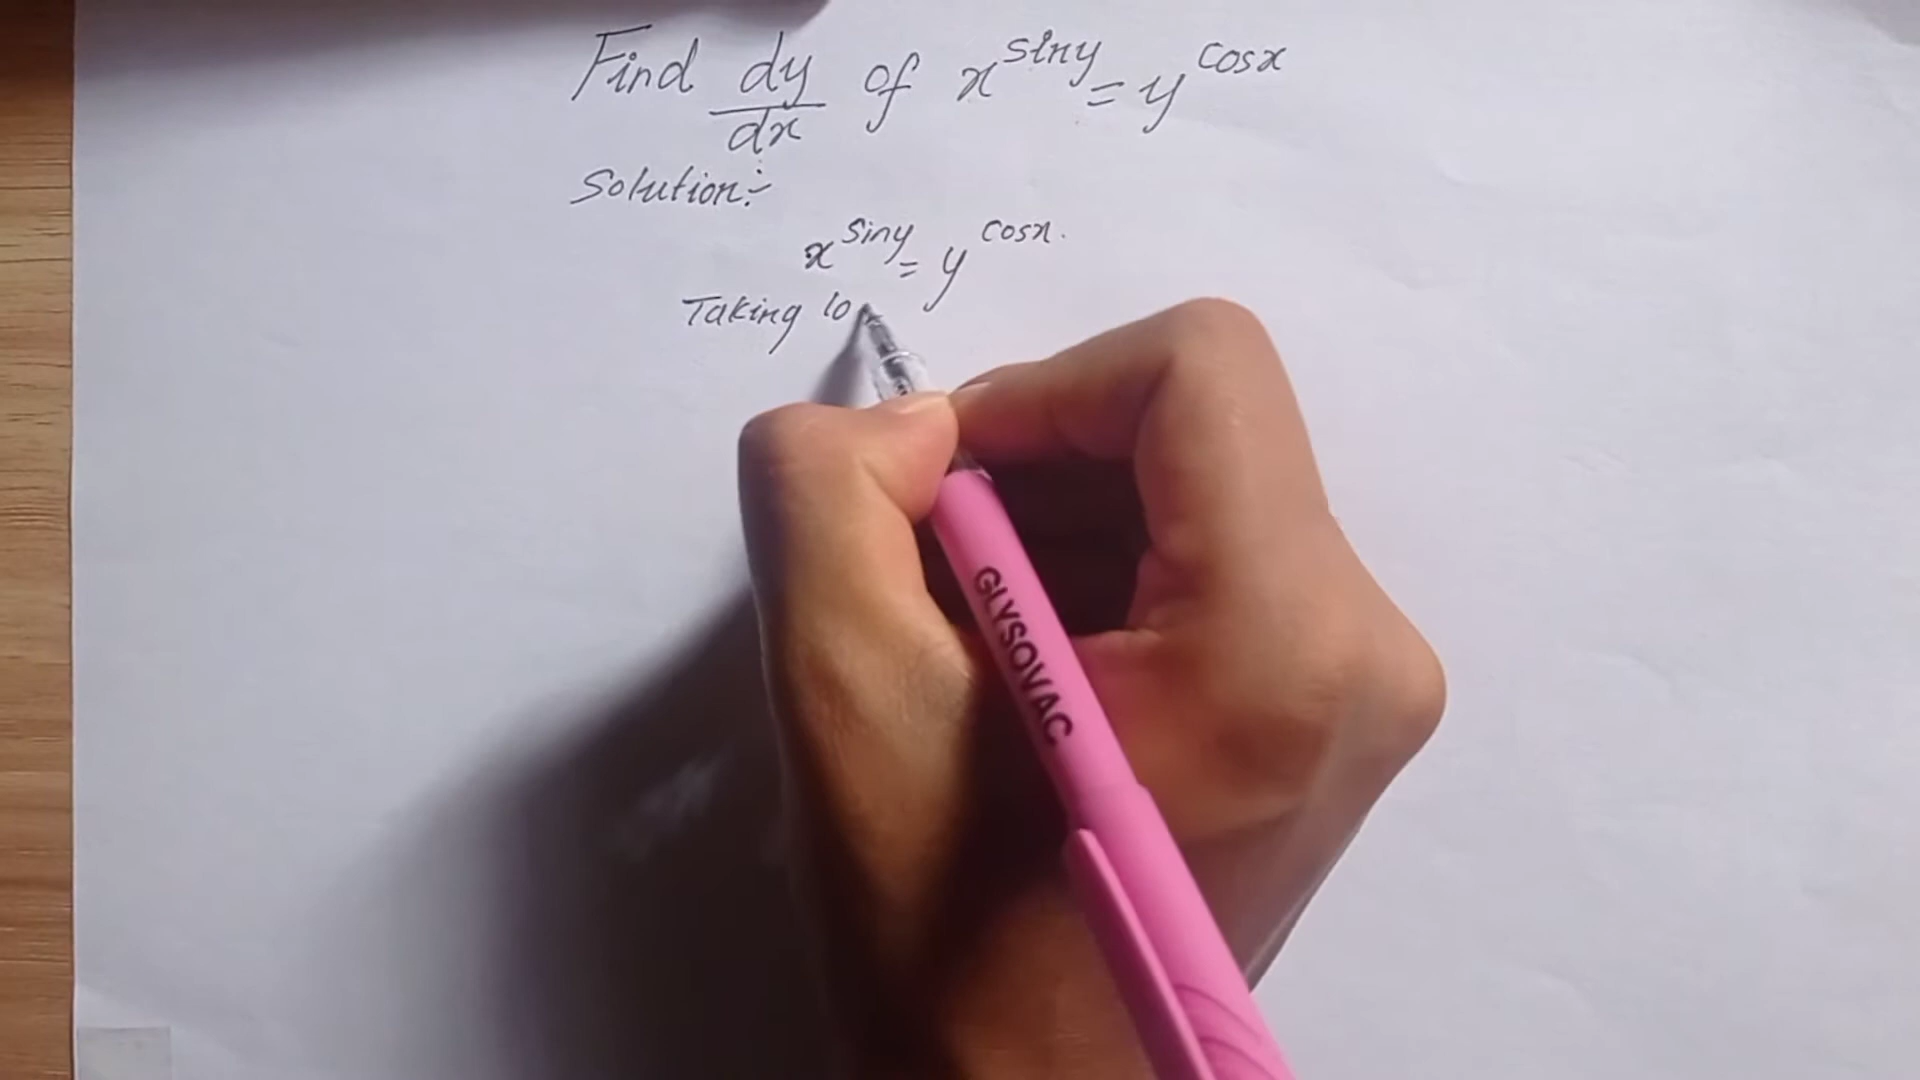 Find dy/dx of x^siny = y^cosx
Solution:-
x^siny = y^cosx.
Taking lo
GLYSOVAC